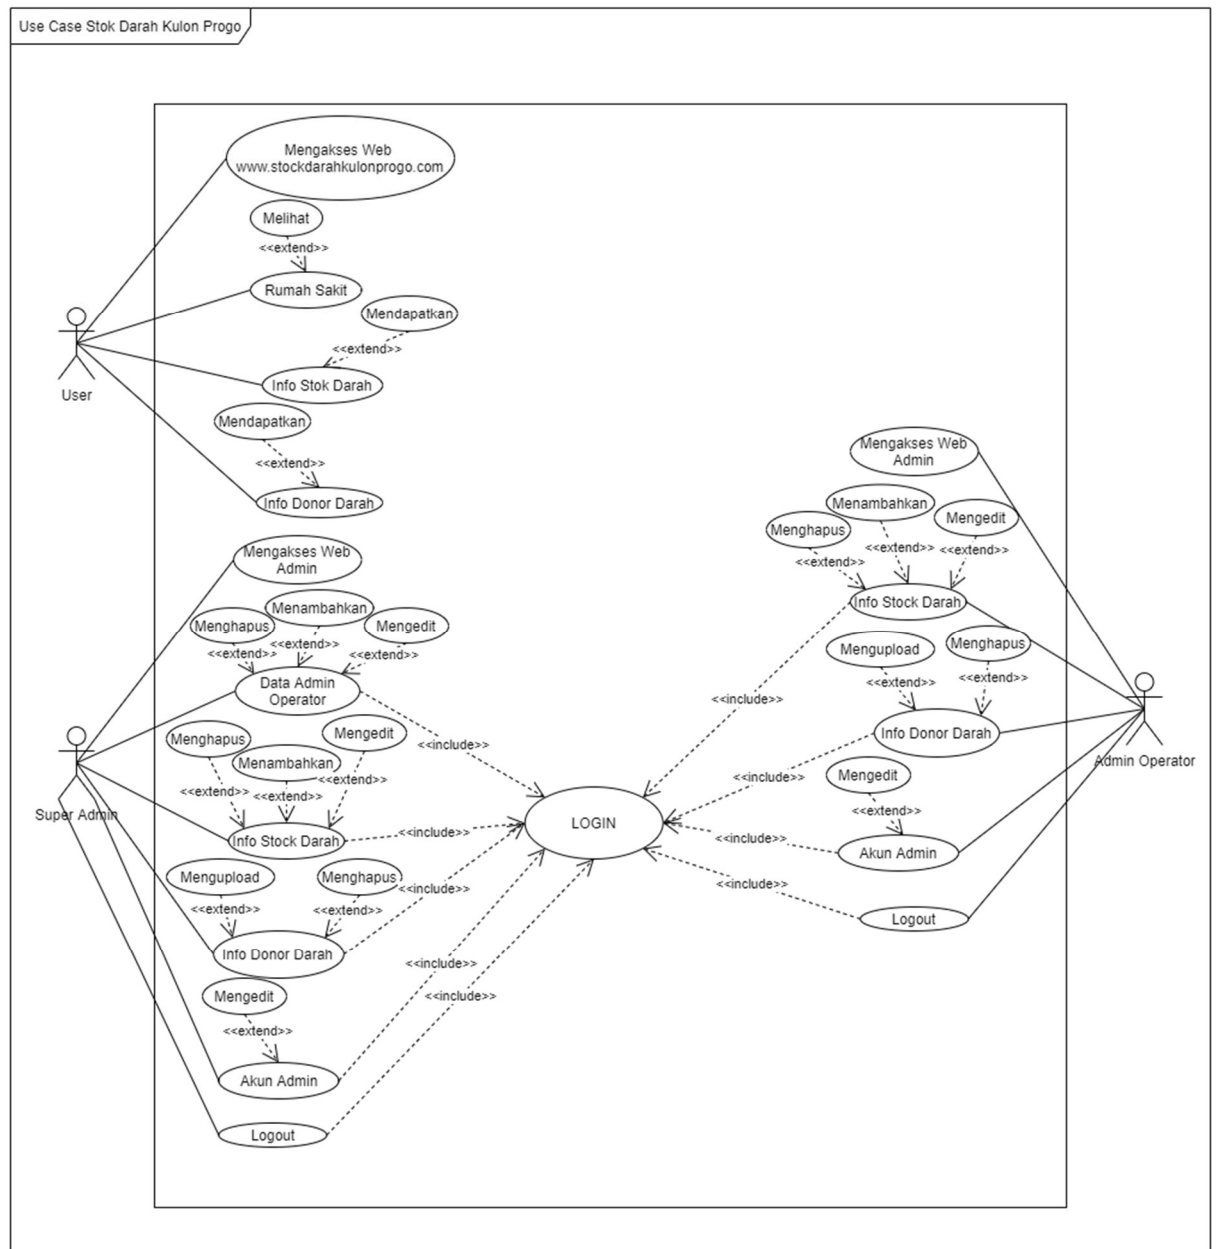 Use Case Stok Darah Kulon Progo
Mengakses Web
www.stockdarahkulonprogo.com
Melihat
<<extend>>
Rumah Sakit
Mendapatkan
<<extend>>
Info Stok Darah
User
Mendapatkan
<<extend>>
Info Donor Darah
Mengakses Web
Admin
Menghapus
Menambahkan
Mengedit
<<extend>>
<<extend>>
<<extend>>
Data Admin
Operator
<<include>>
Menghapus
Menambahkan
Mengedit
<<extend>>
<<extend>>
<<extend>>
Super Admin
Info Stock Darah
<<include>>
Mengupload
Menghapus
<<extend>>
<<extend>>
<<include>>
Info Donor Darah
Mengedit
<<extend>>
<<include>>
<<include>>
Akun Admin
Logout
LOGIN
Mengakses Web
Admin
Menghapus
Menambahkan
Mengedit
<<extend>>
<<extend>>
<<extend>>
Info Stock Darah
<<include>>
Mengupload
Menghapus
<<extend>>
<<extend>>
Info Donor Darah
<<include>>
Admin Operator
Mengedit
<<extend>>
<<include>>
Akun Admin
<<include>>
Logout